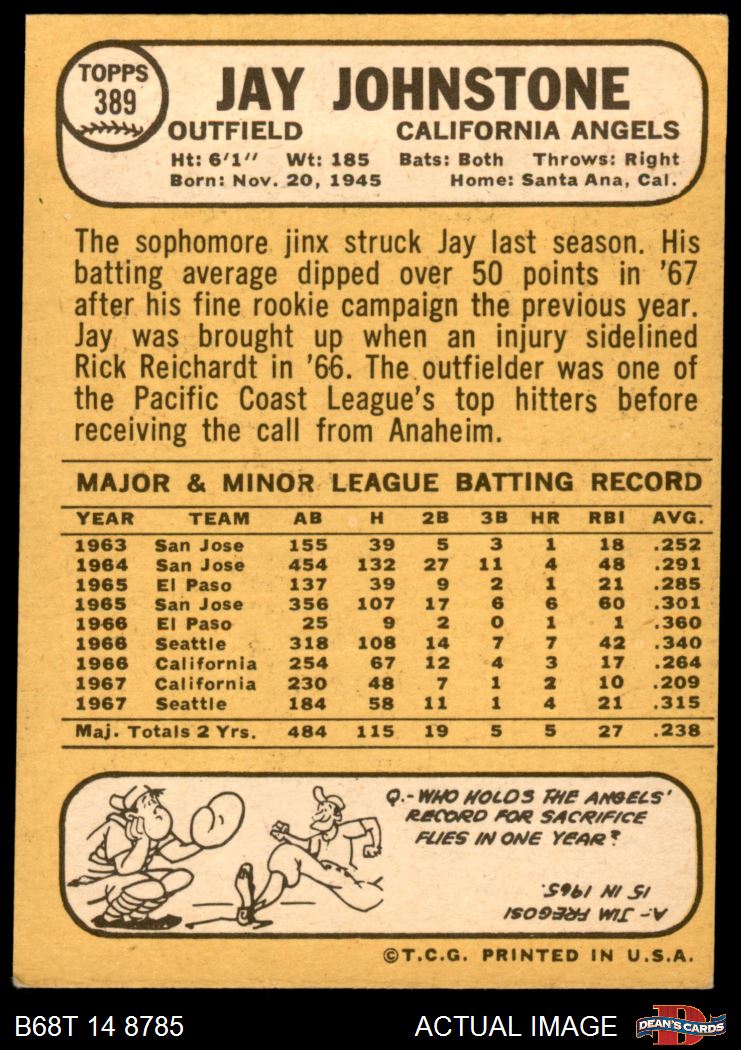 TOPPS
389
JAY JOHNSTONE
OUTFIELD CALIFORNIA ANGELS
Ht: 6'1" Wt: 185 Bats: Both Throws: Right
Born: Nov. 20, 1945 Home: Santa Ana, Cal.
The sophomore jinx struck Jay last season. His
batting average dipped over 50 points in '67
after his fine rookie campaign the previous year.
Jay was brought up when an injury sidelined
Rick Reichardt in '66. The outfielder was one of
the Pacific Coast League's top hitters before
receiving the call from Anaheim.
MAJOR & MINOR LEAGUE BATTING RECORD
YEAR TEAM AB H 2B 3B HR RBI AVG.
1963 San Jose 155 39 5 3 1 18 .252
1964 San Jose 454 132 27 11 4 48 .291
1965 El Paso 137 39 9 2 1 21 .285
1965 San Jose 356 107 17 6 6 60 .301
1966 El Paso 25 9 2 0 1 1 .360
1966 Seattle 318 108 14 7 7 42 .340
1966 California 254 67 12 4 3 17 .264
1967 California 230 48 7 1 2 10 .209
1967 Seattle 184 58 11 1 4 21 .315
Maj. Totals 2 Yrs. 484 115 19 5 5 27 .238
Q.- WHO HOLDS THE ANGELS'
RECORD FOR SACRIFICE
FLIES IN ONE YEAR?
A.- JIM FREGOSI
15 IN 1965.
©T.C.G. PRINTED IN U.S.A.
B68T 14 8785 ACTUAL IMAGE
D
DEAN'S CARDS